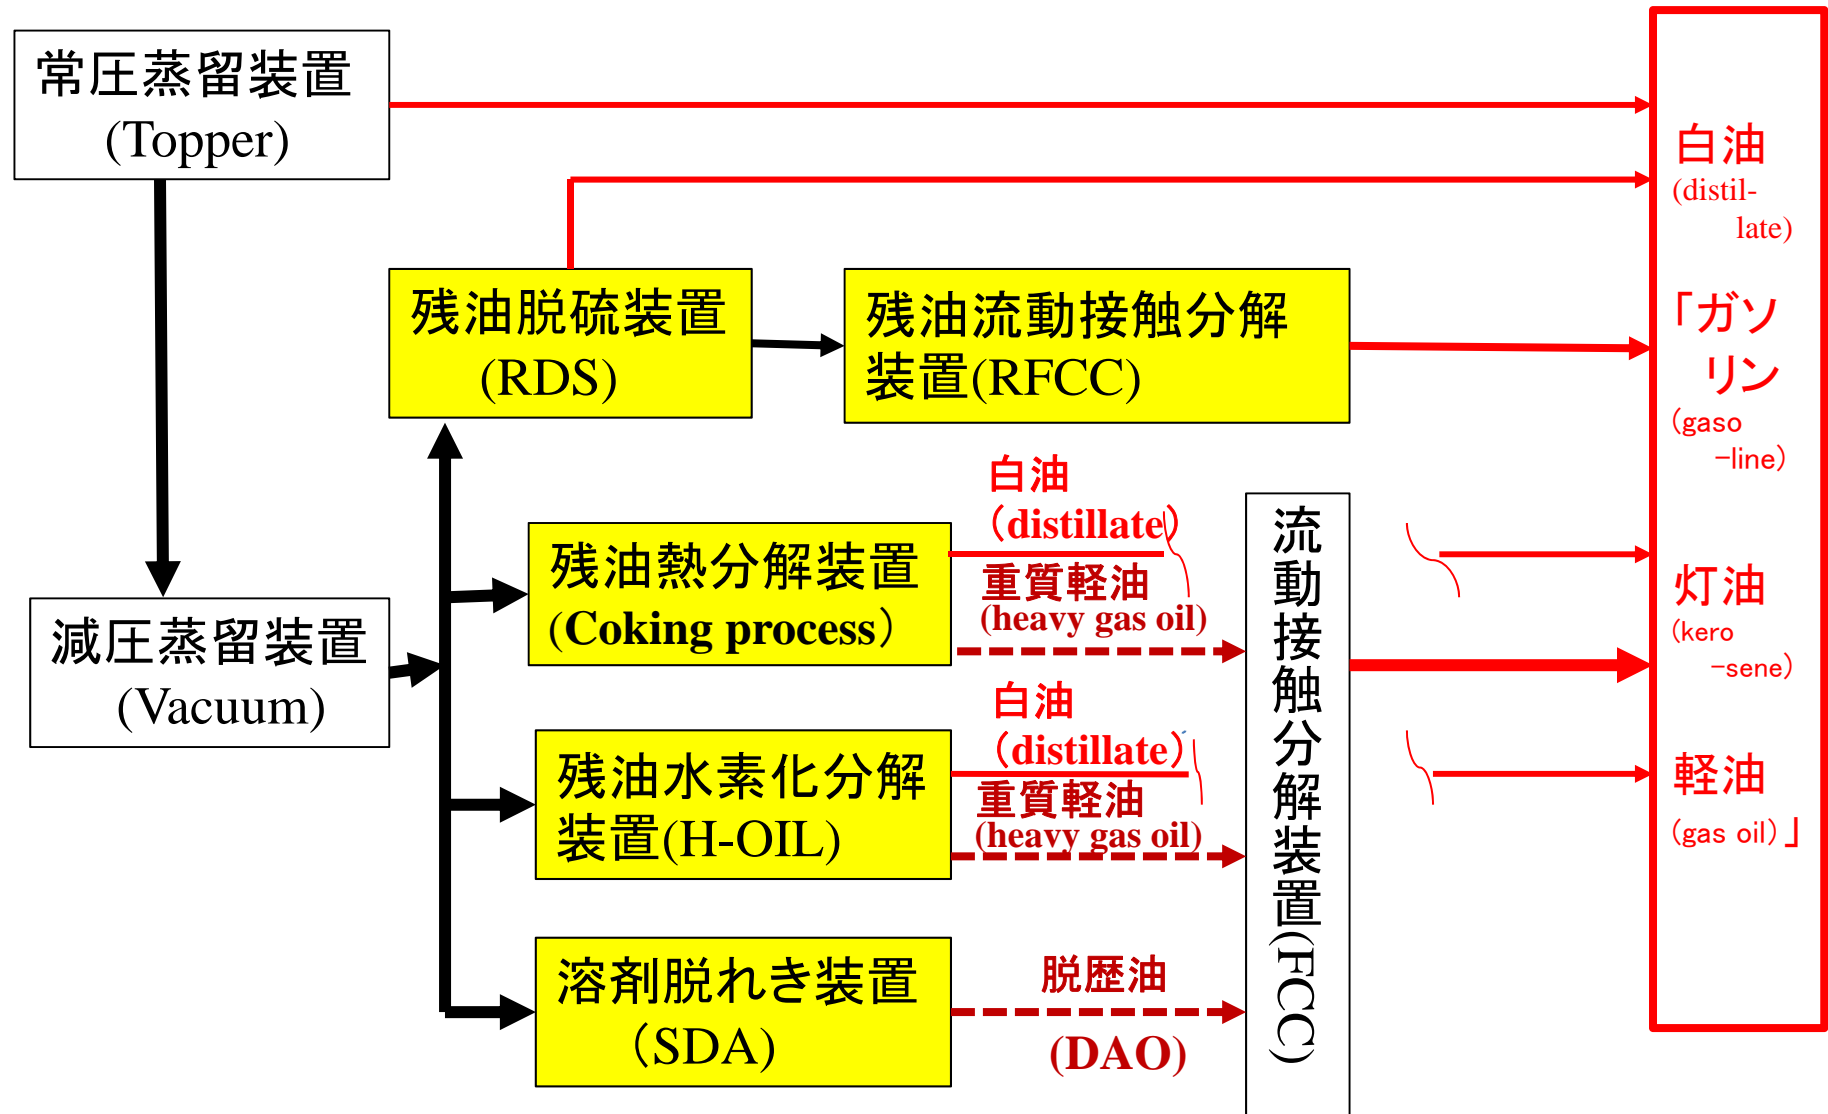 常圧蒸留装置
(Topper)
白油
(distil-
late)
残油脱硫装置
(RDS)
残油流動接触分解
装置(RFCC)
「ガソ
リン
(gaso
-line)
白油
(distillate)
残油熱分解装置
(Coking process)
重質軽油
(heavy gas oil)
流動接触分解装置(FCC)
灯油
(kero
-sene)
減圧蒸留装置
(Vacuum)
白油
(distillate)
残油水素化分解
装置(H-OIL)
重質軽油
(heavy gas oil)
軽油
(gas oil)」
溶剤脱れき装置
(SDA)
脱歴油
(DAO)